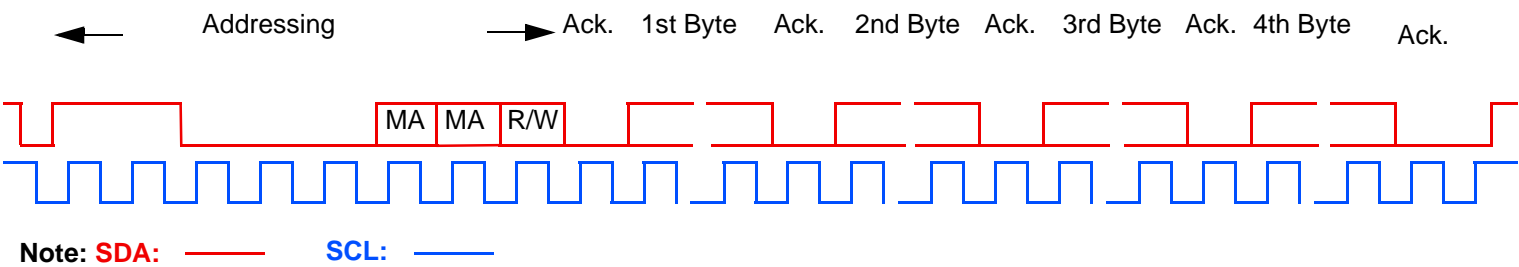 Addressing Ack. 1st Byte Ack. 2nd Byte Ack. 3rd Byte Ack. 4th Byte Ack.
MA MA R/W
Note: SDA: SCL: